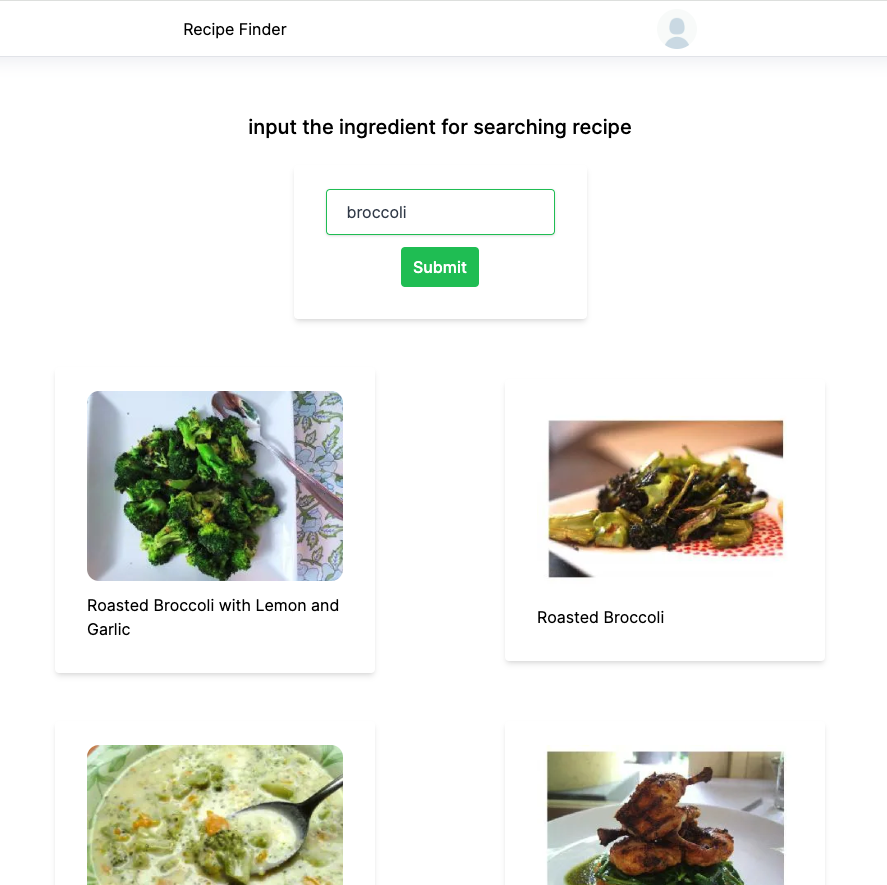 Recipe Finder
input the ingredient for searching recipe
broccoli
Submit
Roasted Broccoli with Lemon and
Garlic
Roasted Broccoli